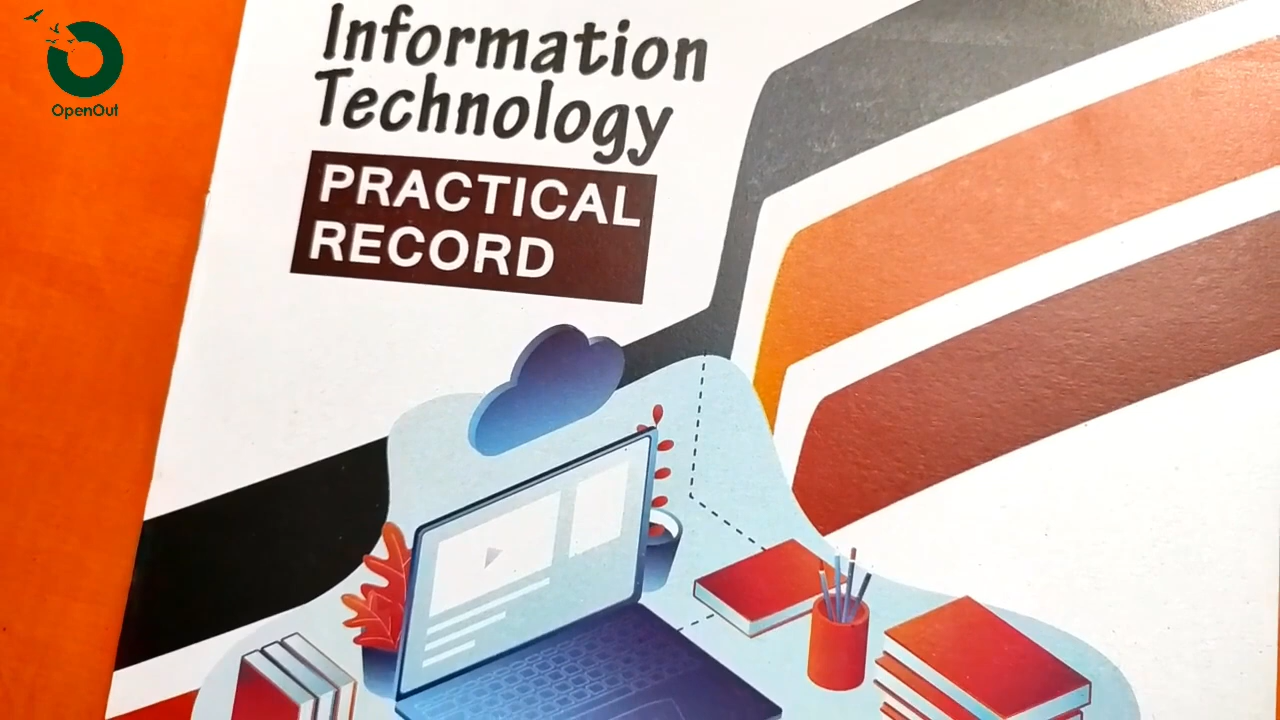 OpenOut
Information
Technology
PRACTICAL
RECORD